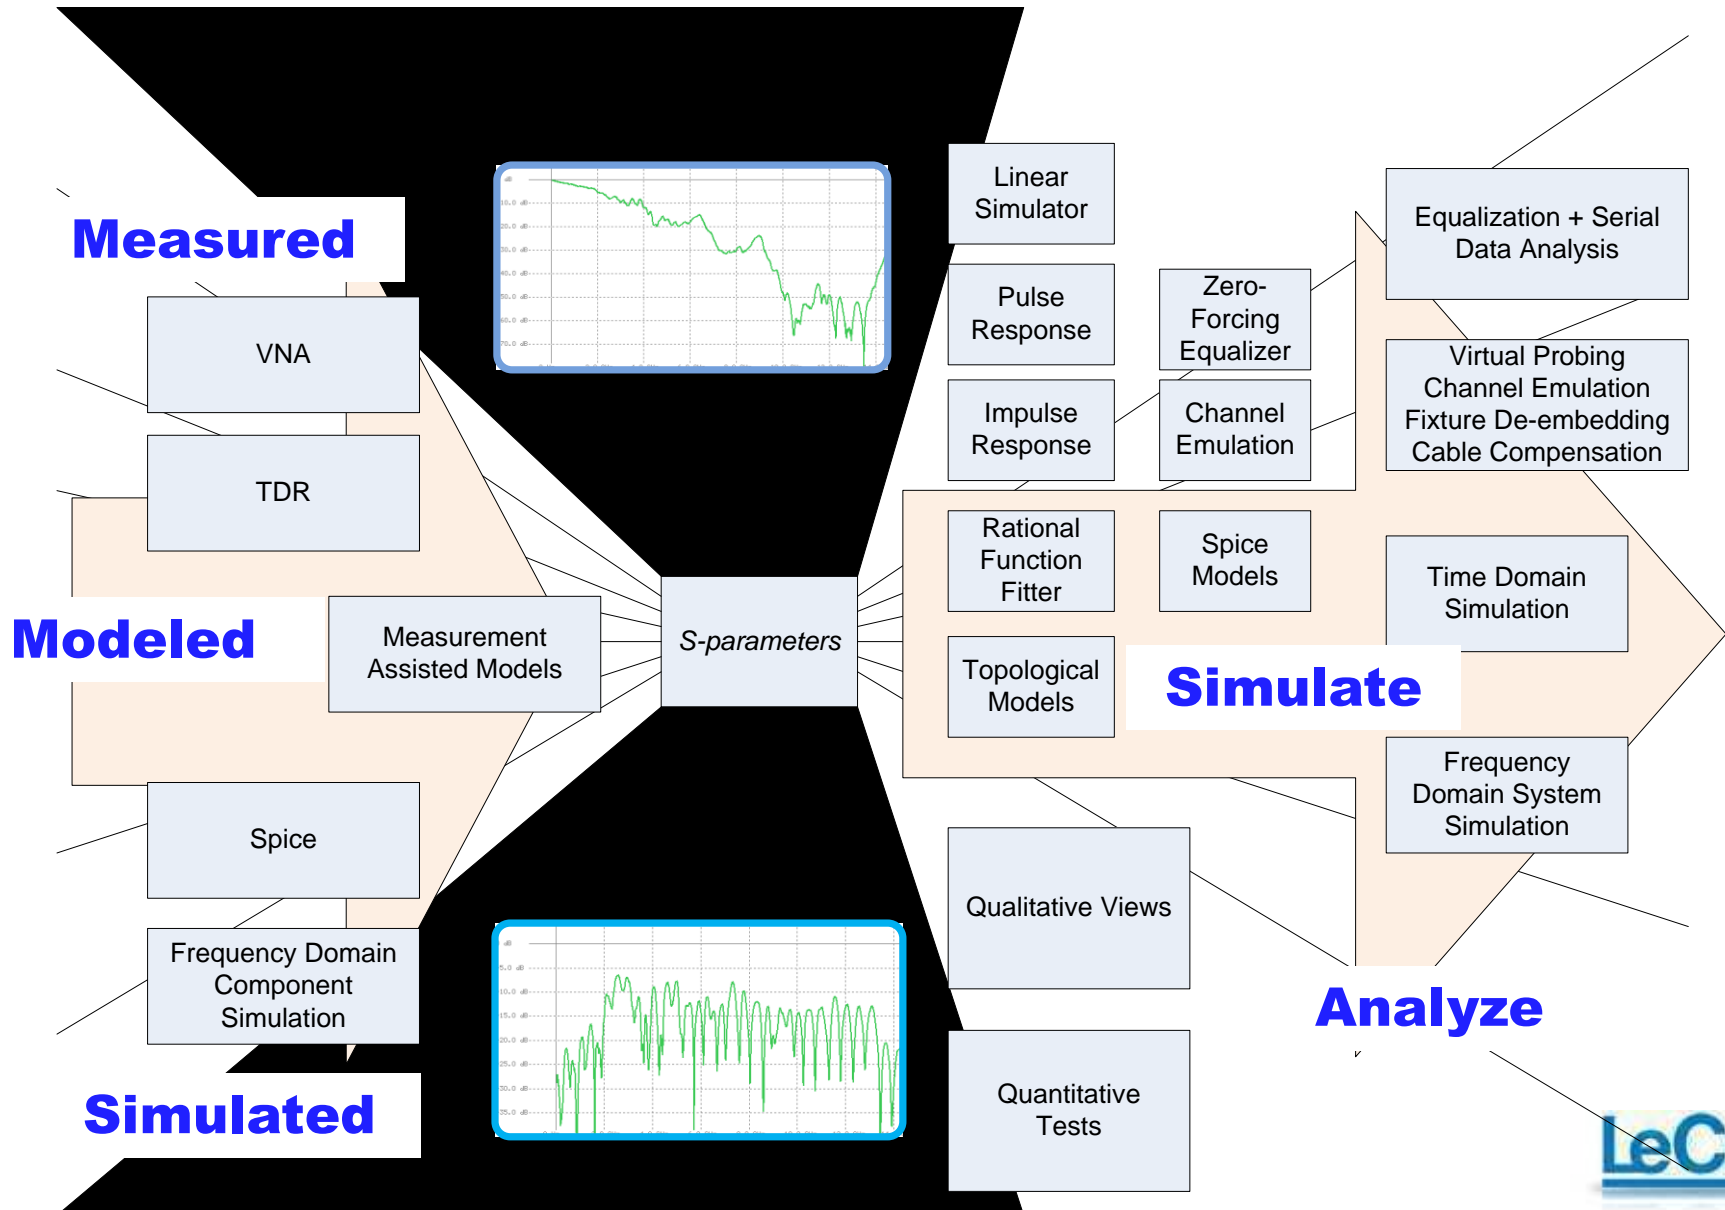 Measured
VNA
TDR
Modeled
Measurement
Assisted Models
Spice
Frequency Domain
Component
Simulation
Simulated
S-parameters
Linear
Simulator
Pulse
Response
Zero-
Forcing
Equalizer
Impulse
Response
Channel
Emulation
Rational
Function
Fitter
Spice
Models
Topological
Models
Simulate
Qualitative Views
Quantitative
Tests
Equalization + Serial
Data Analysis
Virtual Probing
Channel Emulation
Fixture De-embedding
Cable Compensation
Time Domain
Simulation
Frequency
Domain System
Simulation
Analyze
LeC